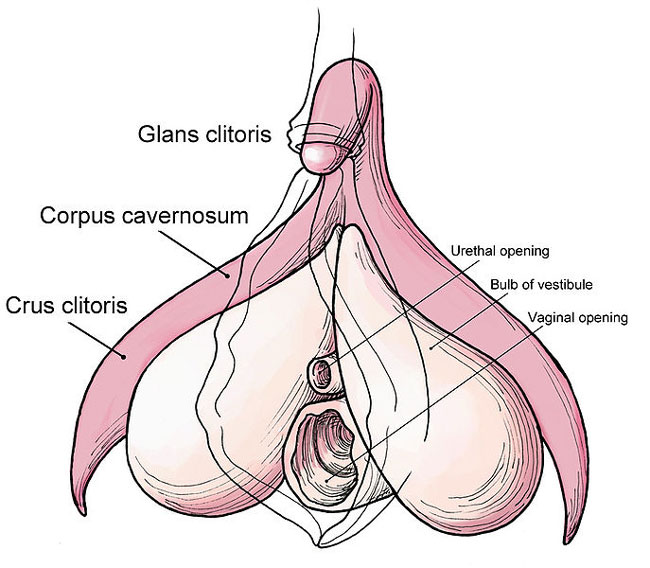 Glans clitoris
Corpus cavernosum
Crus clitoris
Urethal opening
Bulb of vestibule
Vaginal opening